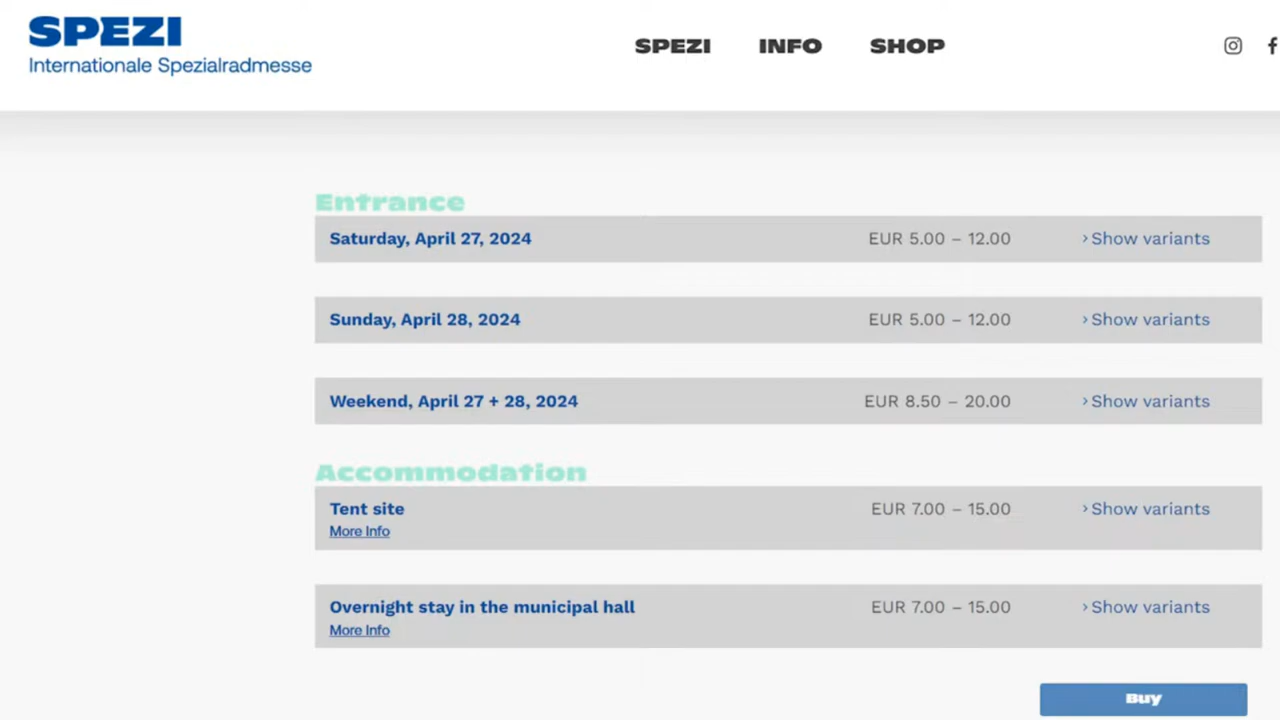 SPEZI
Internationale Spezialradmesse
SPEZI INFO SHOP
Entrance
Saturday, April 27, 2024 EUR 5.00 – 12.00 › Show variants
Sunday, April 28, 2024 EUR 5.00 – 12.00 › Show variants
Weekend, April 27 + 28, 2024 EUR 8.50 – 20.00 › Show variants
Accommodation
Tent site EUR 7.00 – 15.00 › Show variants
More Info
Overnight stay in the municipal hall EUR 7.00 – 15.00 › Show variants
More Info
Buy